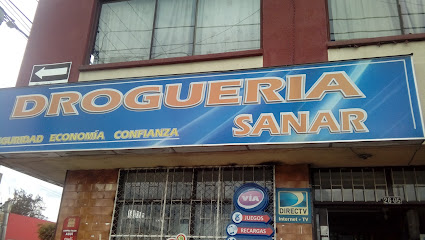 DROGUERIA
SEGURIDAD ECONOMÍA CONFIANZA
SANAR
VIA
JUEGOS
RECARGAS
DIRECTV
Internet - TV